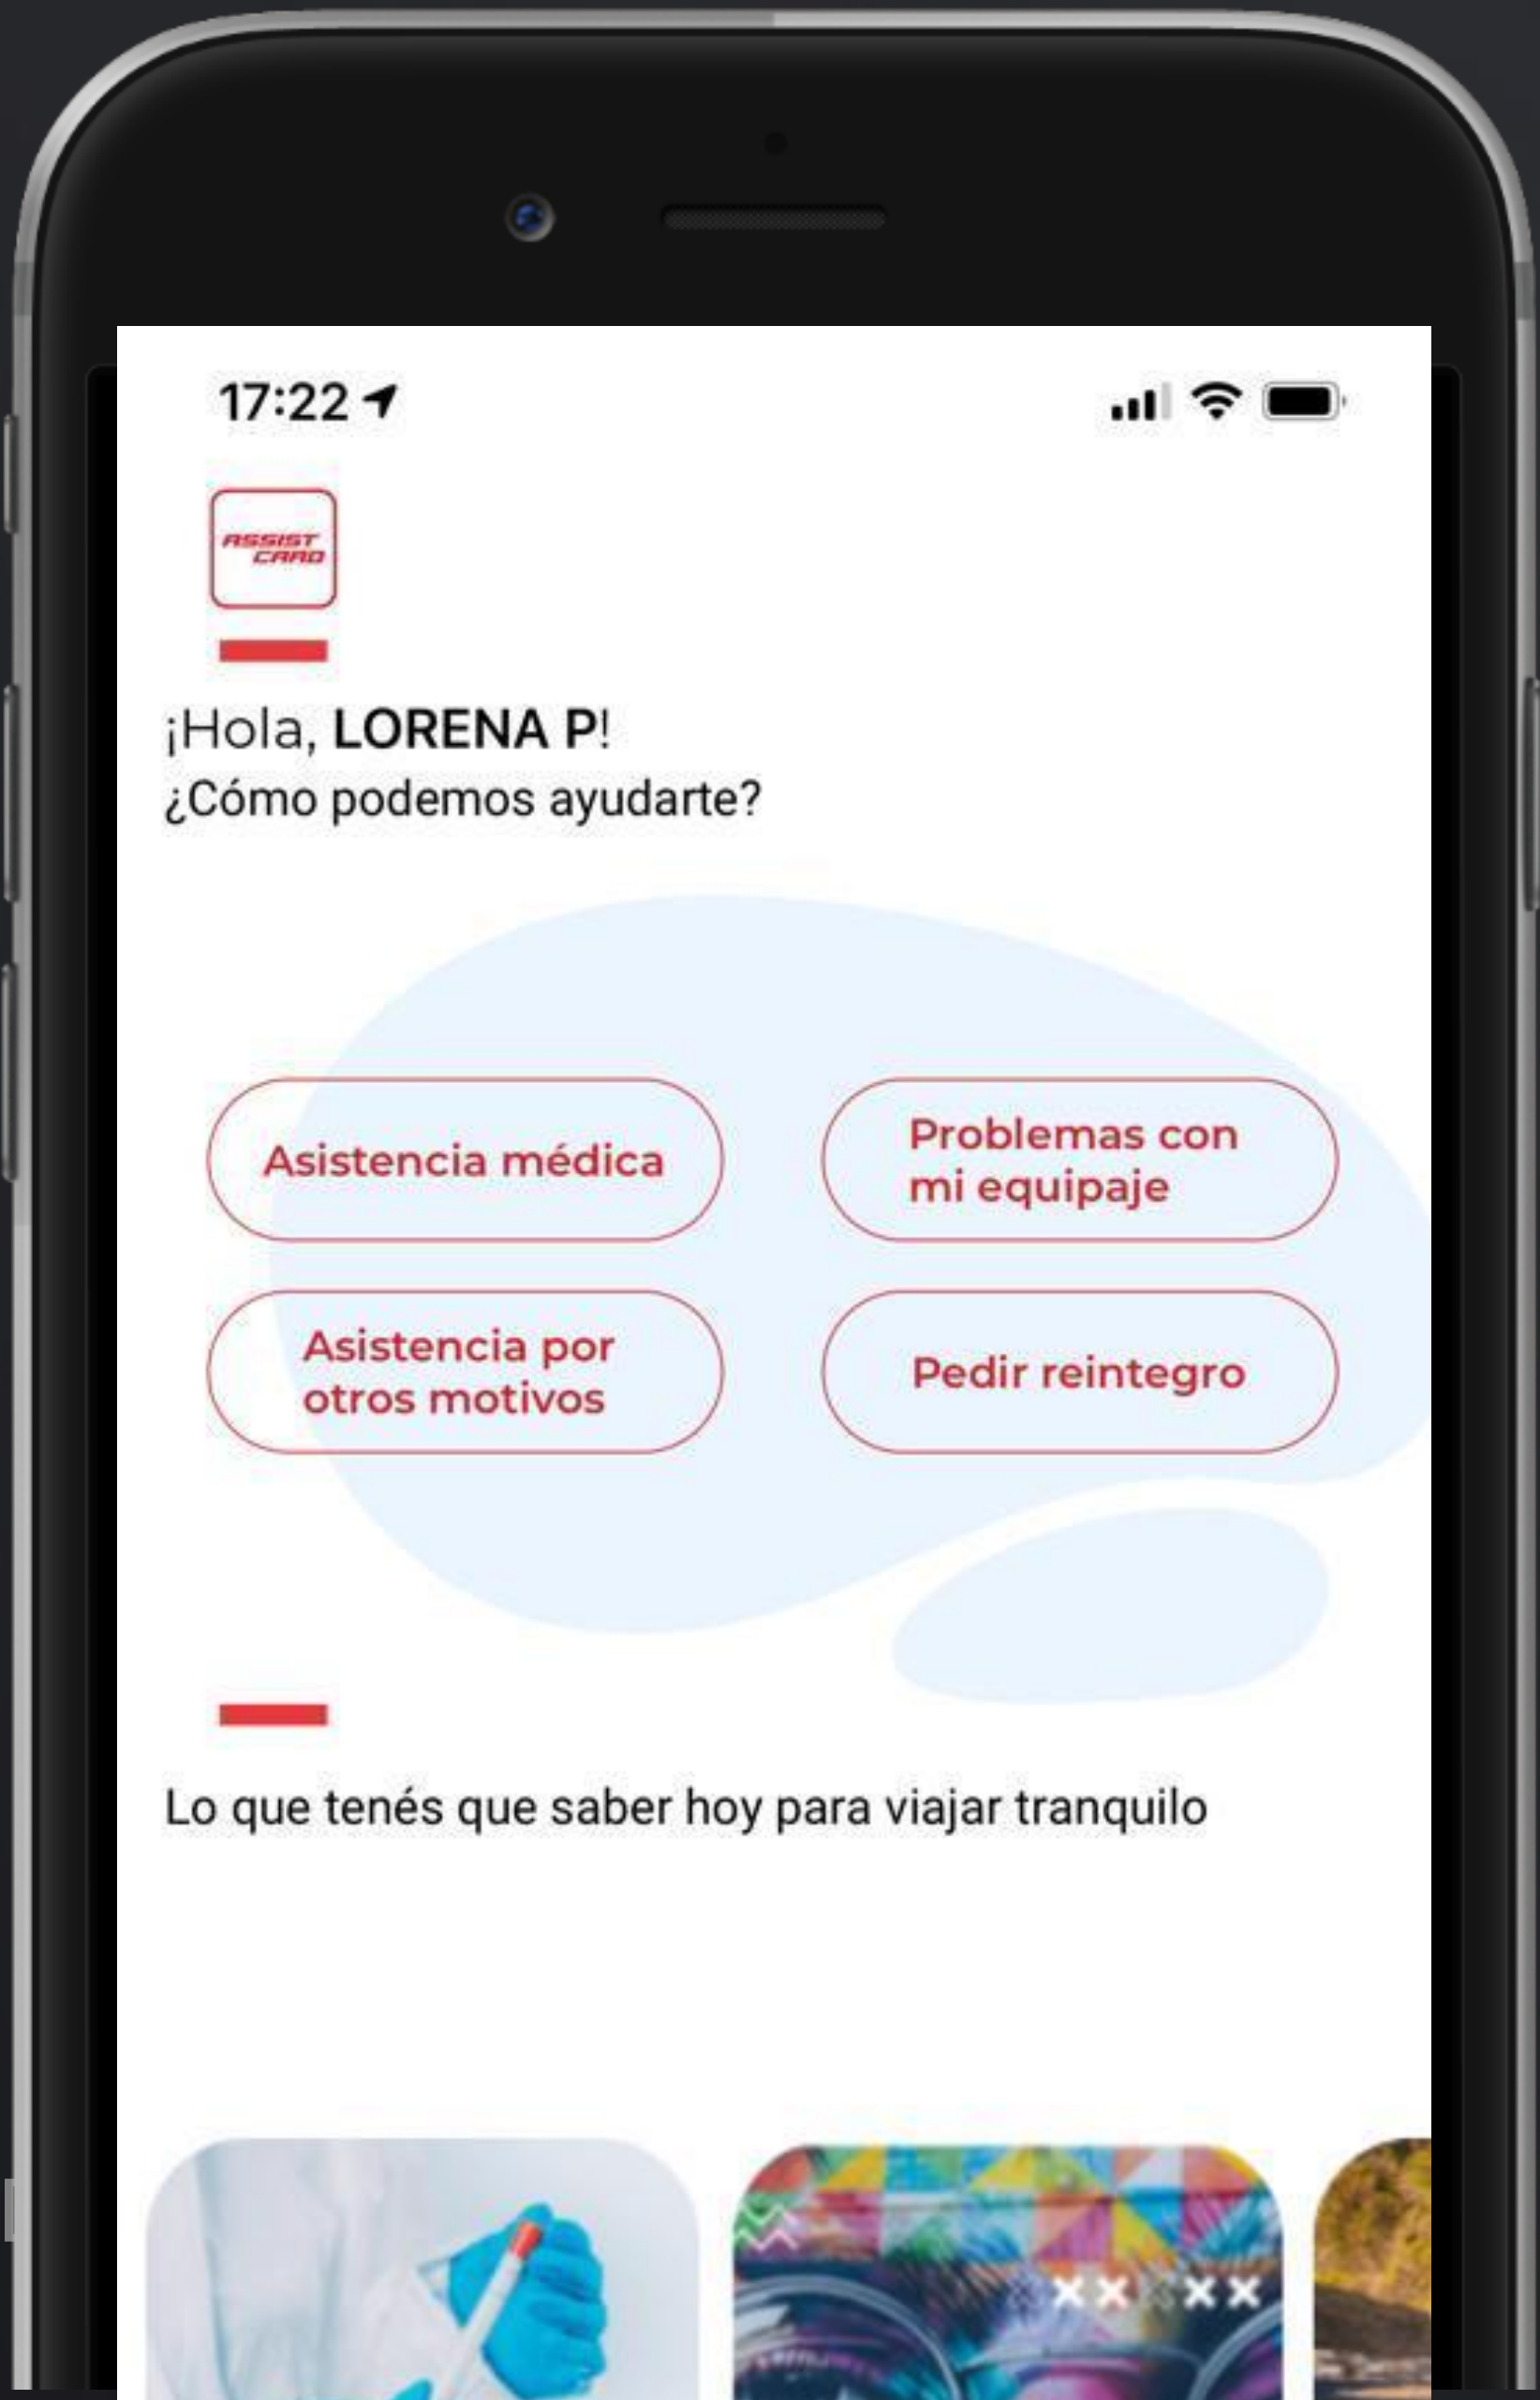 17:22
ASSIST
CARD
¡Hola, LORENA P!
¿Cómo podemos ayudarte?
Asistencia médica
Problemas con
mi equipaje
Asistencia por
otros motivos
Pedir reintegro
Lo que tenés que saber hoy para viajar tranquilo